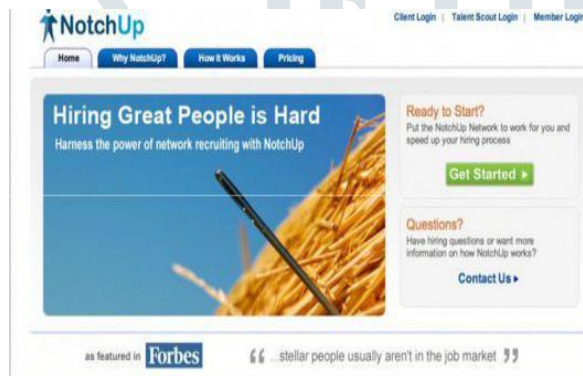 NotchUp
Client Login | Talent Scout Login | Member Login
Home Why NotchUp? How It Works Pricing
Hiring Great People is Hard
Harness the power of network recruiting with NotchUp
Ready to Start?
Put the NotchUp Network to work for you and
speed up your hiring process
Get Started
Questions?
Have hiring questions or want more
information on how NotchUp works?
Contact Us
as featured in Forbes
“ ...stellar people usually aren't in the job market ”